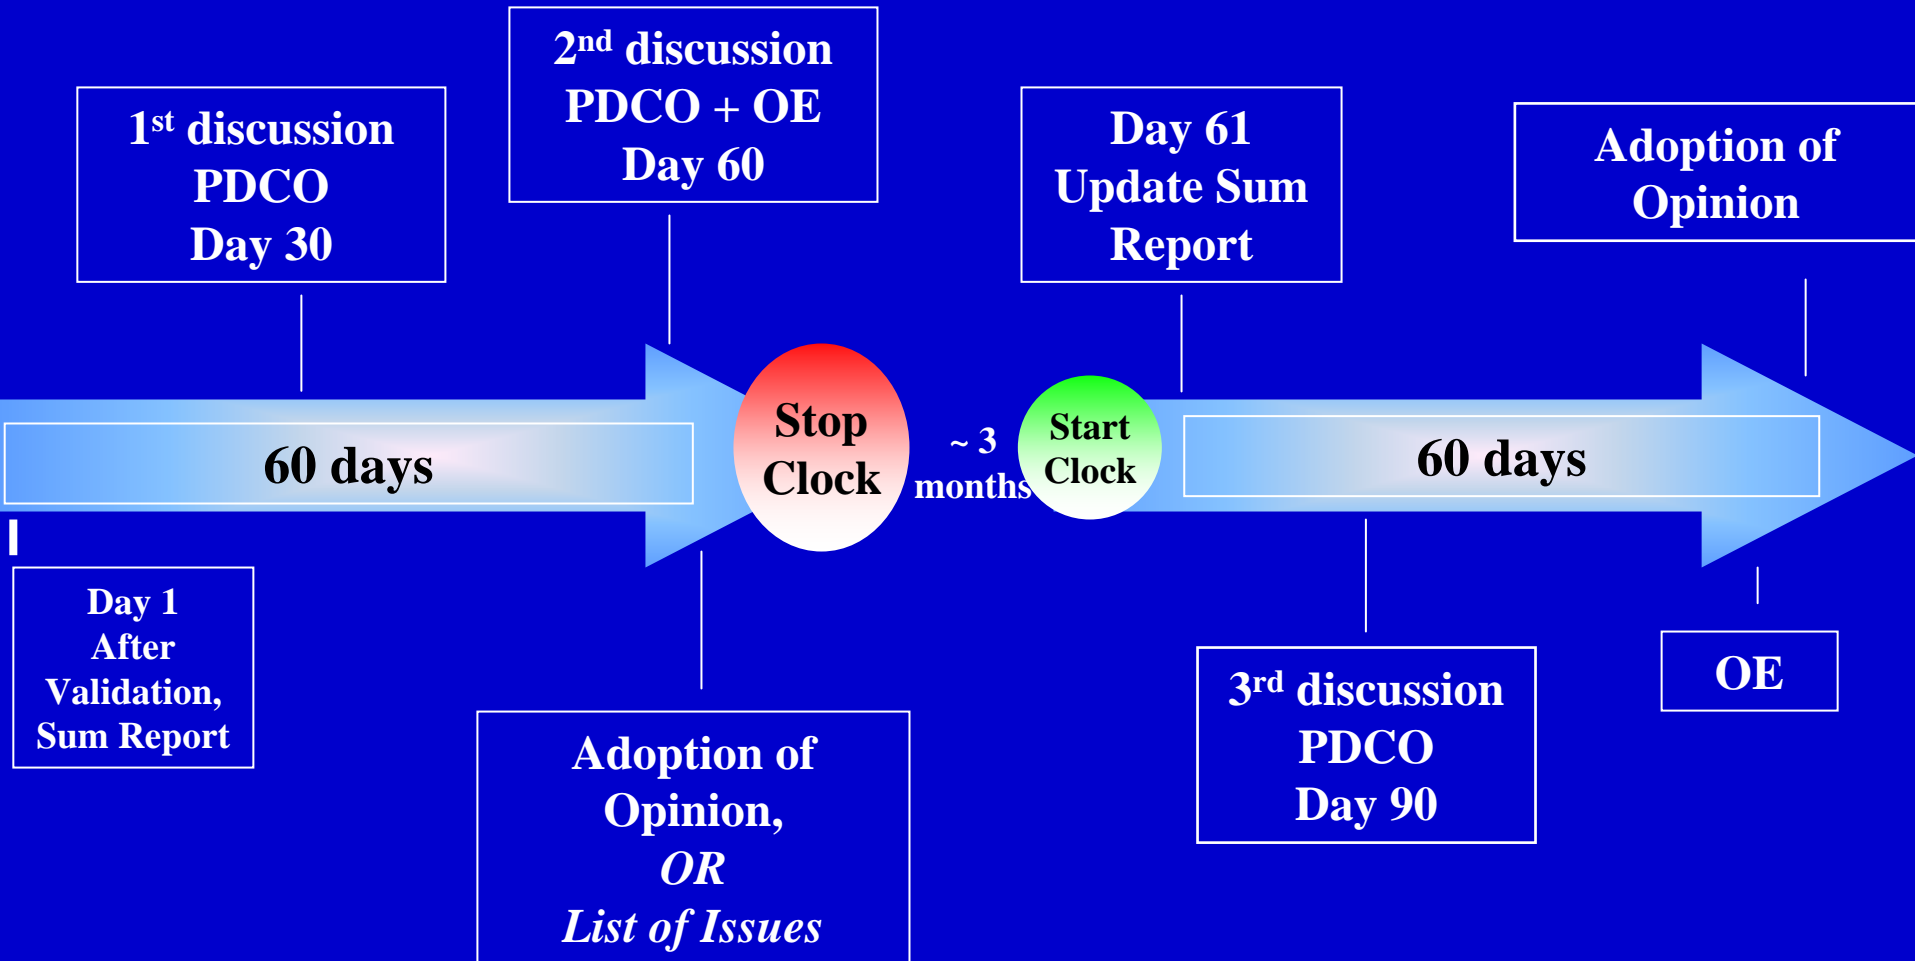 1st discussion
PDCO
Day 30
2nd discussion
PDCO + OE
Day 60
Day 61
Update Sum
Report
Adoption of
Opinion
60 days
Stop
Clock
~ 3
months
Start
Clock
60 days
Day 1
After
Validation,
Sum Report
Adoption of
Opinion,
OR
List of Issues
3rd discussion
PDCO
Day 90
OE